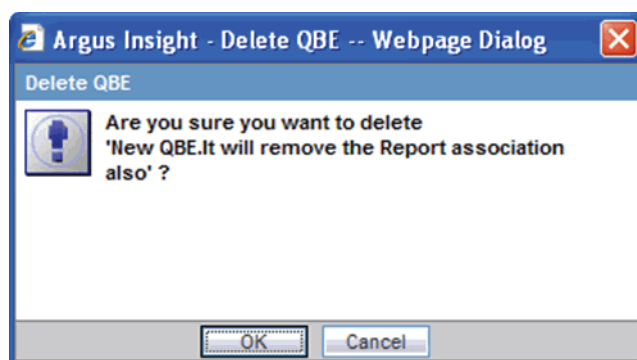 Argus Insight - Delete QBE -- Webpage Dialog
Delete QBE
Are you sure you want to delete
'New QBE.It will remove the Report association
also' ?
OK
Cancel